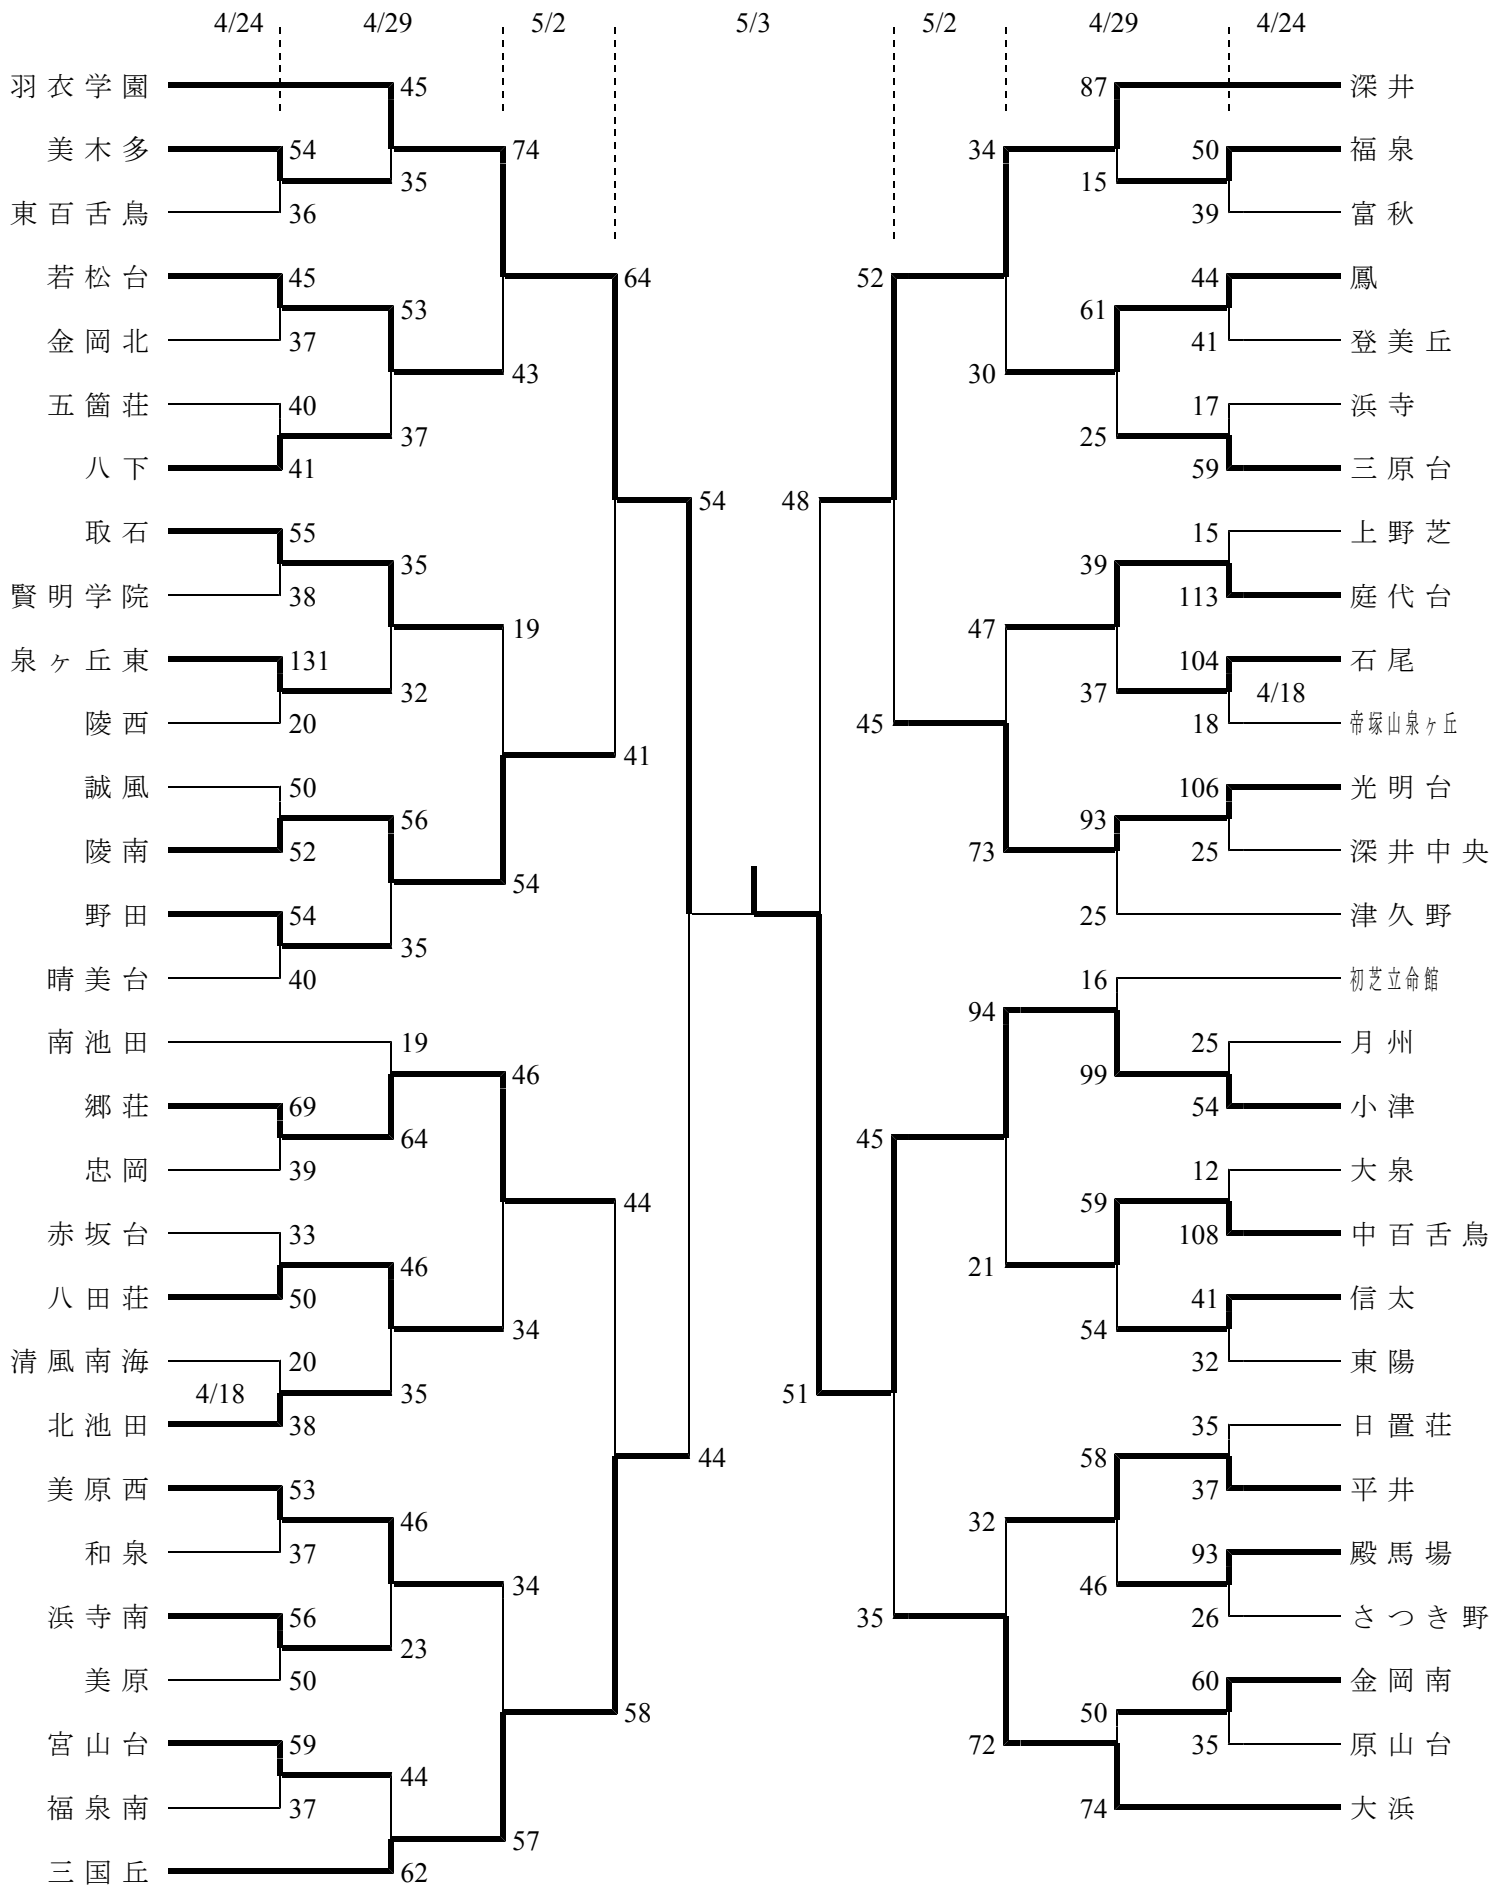 4/24 4/29 5/2 5/3 5/2 4/29 4/24
羽衣学園 45 87 深井
美木多 54 74 34 50 福泉
35 15
東百舌鳥 36 39 富秋
若松台 45 64 52 44 鳳
53 61
金岡北 37 41 登美丘
43 30
五箇荘 40 17 浜寺
37 25
八下 41 59 三原台
54 48
取石 55 15 上野芝
35 39
賢明学院 38 113 庭代台
19 47
泉ヶ丘東 131 104 石尾
32 37 4/18
陵西 20 45 18 帝塚山泉ヶ丘
41
誠風 50 106 光明台
56 93
陵南 52 73 25 深井中央
54
野田 54 25 津久野
35
晴美台 40 16 初芝立命館
94
南池田 19 25 月州
46 99
郷荘 69 54 小津
64 45
忠岡 39 12 大泉
44 59
赤坂台 33 108 中百舌鳥
46 21
八田荘 50 41 信太
34 54
清風南海 20 32 東陽
4/18 35 51
北池田 38 35 日置荘
44 58
美原西 53 37 平井
46 32
和泉 37 93 殿馬場
34 46
浜寺南 56 35 26 さつき野
23
美原 50 60 金岡南
58 50
宮山台 59 72 35 原山台
44
福泉南 37 74 大浜
57
三国丘 62